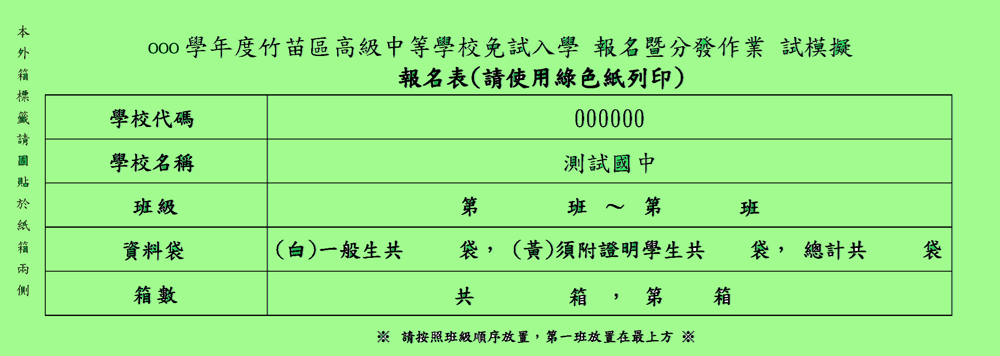 本外箱標籤請固貼於紙箱兩側
000 學年度竹苗區高級中等學校免試入學 報名暨分發作業 試模擬
報名表(請使用綠色紙列印)
學校代碼 000000
學校名稱 測試國中
班級 第 班 ～ 第 班
資料袋 (白)一般生共 袋， (黃)須附證明學生共 袋， 總計共 袋
箱數 共 箱 ， 第 箱
※ 請按照班級順序放置，第一班放置在最上方 ※